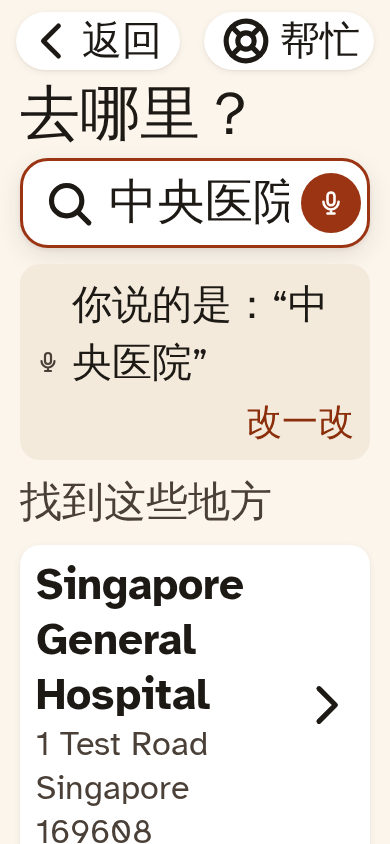 返回
帮忙
去哪里？
中央医院
你说的是：“中
央医院”
改一改
找到这些地方
Singapore
General
Hospital
1 Test Road
Singapore
169608